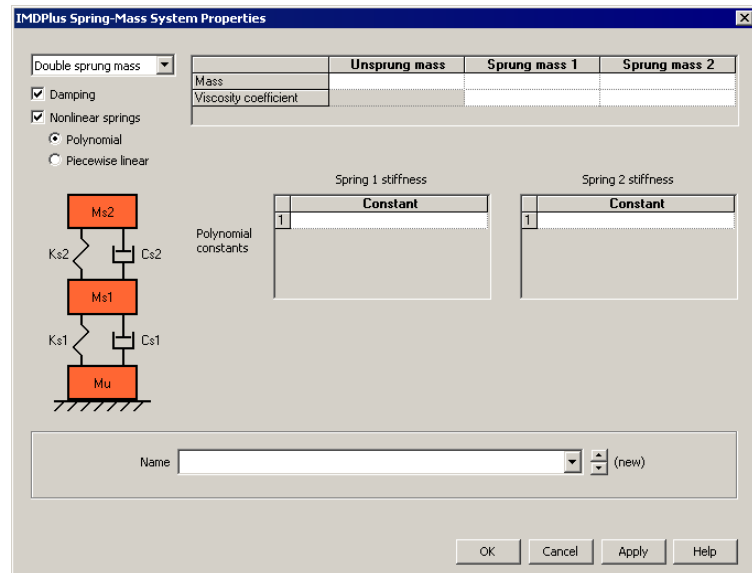 IMDPlus Spring-Mass System Properties
Double sprung mass
Damping
Nonlinear springs
Polynomial
Piecewise linear
Unsprung mass Sprung mass 1 Sprung mass 2
Mass
Viscosity coefficient
Spring 1 stiffness Spring 2 stiffness
Polynomial
constants
Constant
1
Constant
1
Ms2
Ks2 Cs2
Ms1
Ks1 Cs1
Mu
Name (new)
OK Cancel Apply Help